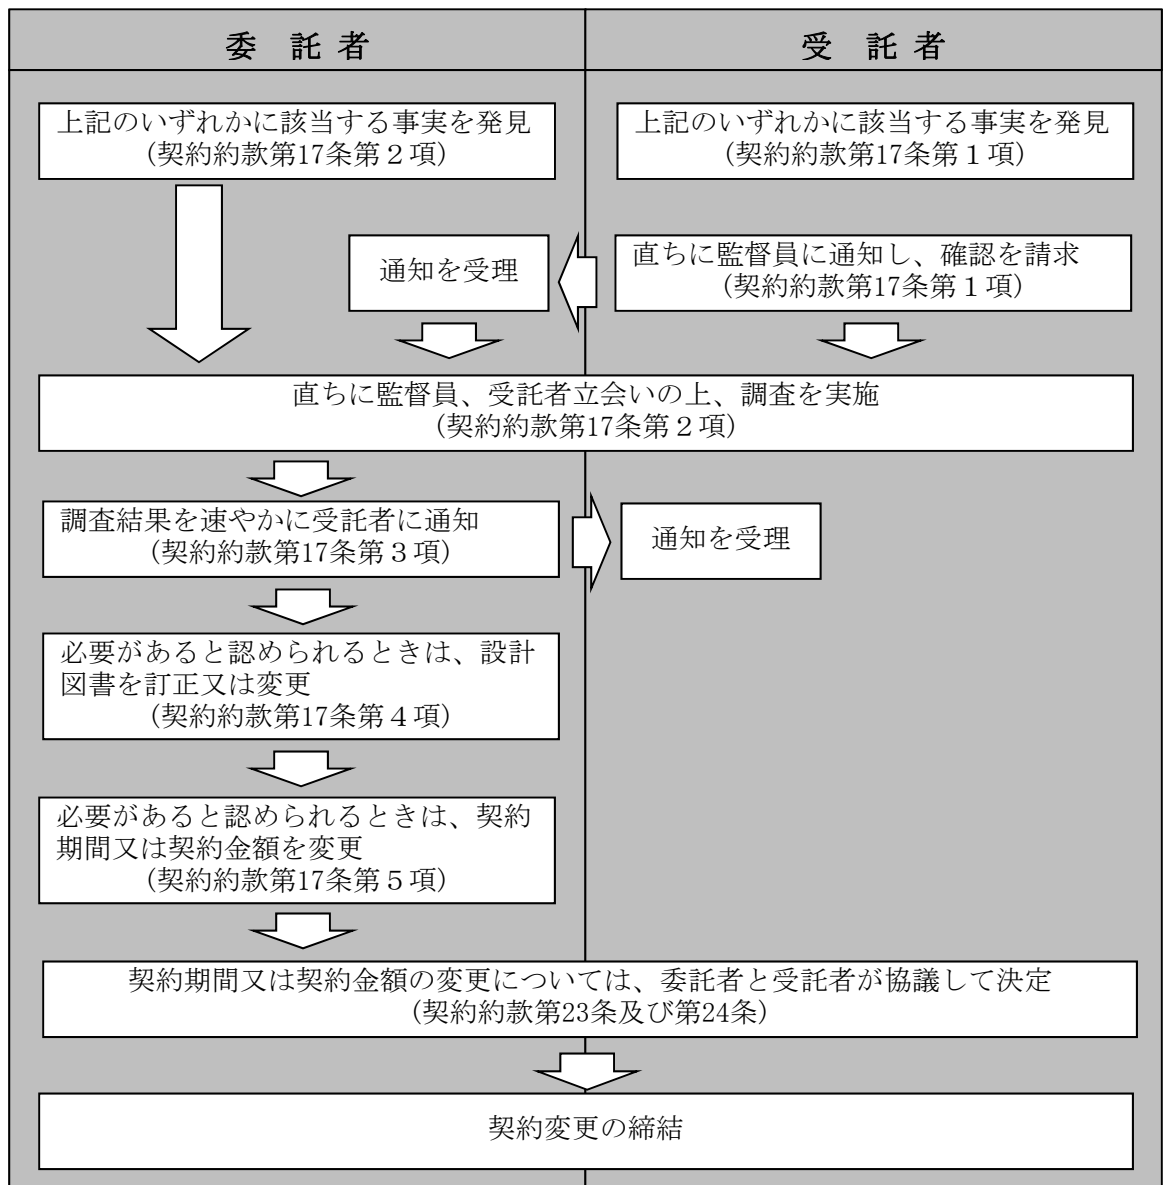 委 託 者
受 託 者
上記のいずれかに該当する事実を発見
(契約約款第17条第２項)
上記のいずれかに該当する事実を発見
(契約約款第17条第１項)
通知を受理
直ちに監督員に通知し、確認を請求
(契約約款第17条第１項)
直ちに監督員、受託者立会いの上、調査を実施
(契約約款第17条第２項)
調査結果を速やかに受託者に通知
(契約約款第17条第３項)
通知を受理
必要があると認められるときは、設計
図書を訂正又は変更
(契約約款第17条第４項)
必要があると認められるときは、契約
期間又は契約金額を変更
(契約約款第17条第５項)
契約期間又は契約金額の変更については、委託者と受託者が協議して決定
(契約約款第23条及び第24条)
契約変更の締結